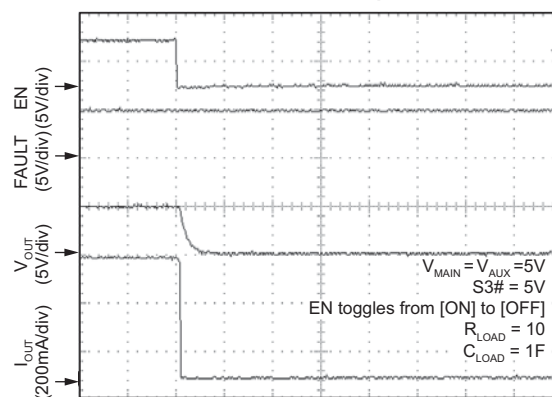 EN
(5V/div)
FAULT
(5V/div)
V_OUT
(5V/div)
I_OUT
(200mA/div)
V_MAIN = V_AUX =5V
S3# = 5V
EN toggles from [ON] to [OFF]
R_LOAD = 10
C_LOAD = 1F